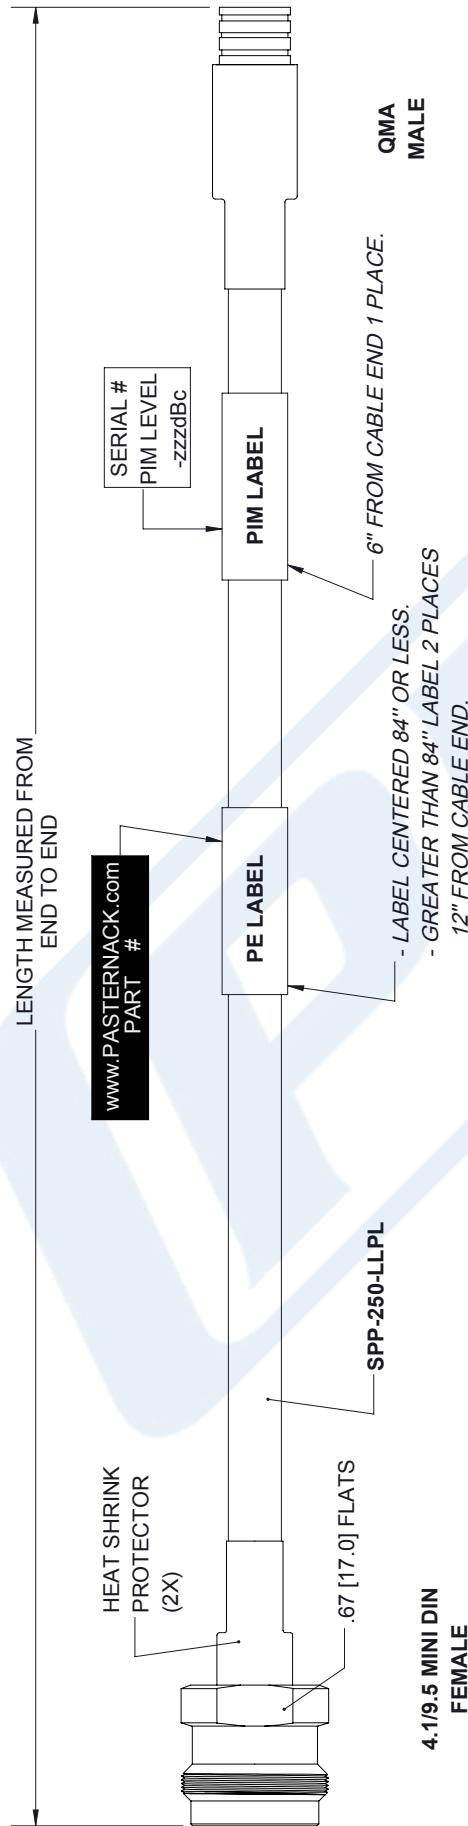 LENGTH MEASURED FROM
END TO END
HEAT SHRINK
PROTECTOR
(2X)
www.PASTERNACK.com
PART #
SERIAL #
PIM LEVEL
-zzzdBc
PE LABEL
PIM LABEL
.67 [17.0] FLATS
SPP-250-LLPL
- LABEL CENTERED 84" OR LESS.
- GREATER THAN 84" LABEL 2 PLACES
12" FROM CABLE END.
6" FROM CABLE END 1 PLACE.
4.1/9.5 MINI DIN
FEMALE
QMA
MALE